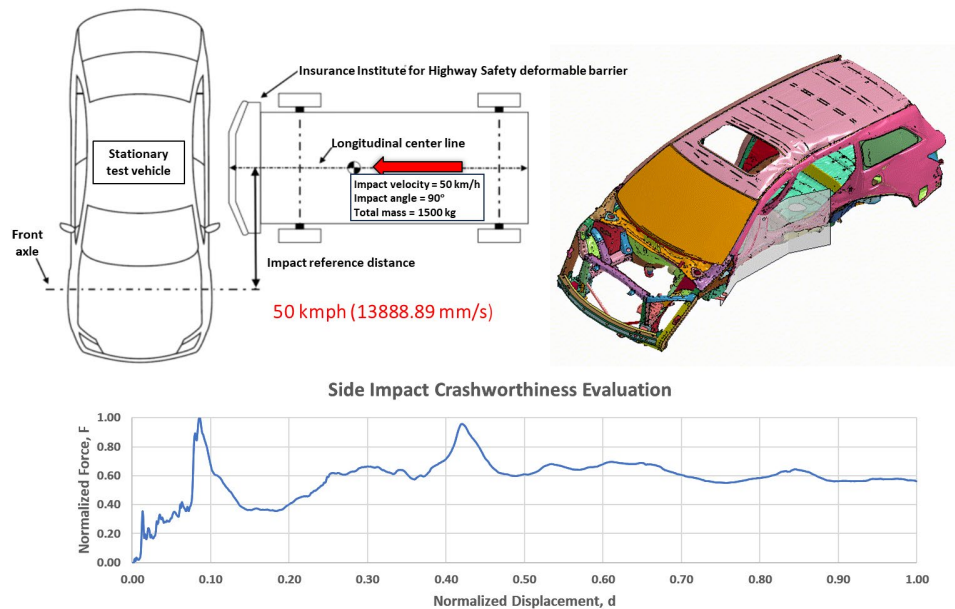 Insurance Institute for Highway Safety deformable barrier
Longitudinal center line
Stationary
test vehicle
Impact velocity = 50 km/h
Impact angle = 90°
Total mass = 1500 kg
Front
axle
Impact reference distance
50 kmph (13888.89 mm/s)
Side Impact Crashworthiness Evaluation
Normalized Force, F
1.00
0.80
0.60
0.40
0.20
0.00
0.00 0.10 0.20 0.30 0.40 0.50 0.60 0.70 0.80 0.90 1.00
Normalized Displacement, d